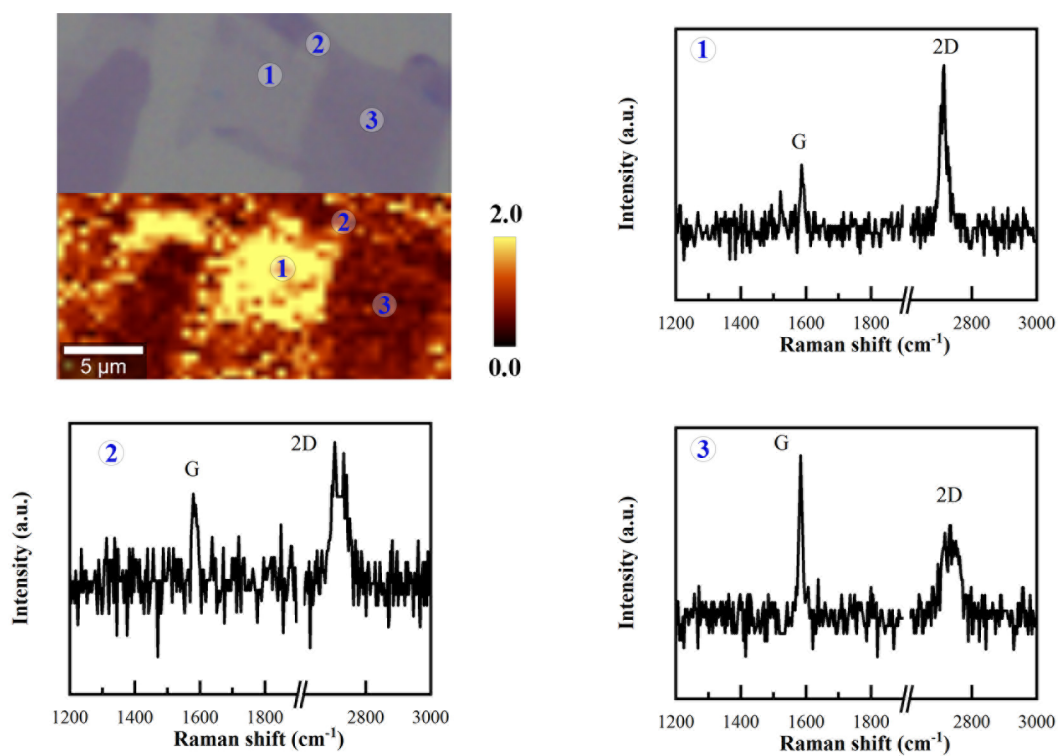 2
1
3
2.0
2
1
3
5 μm
0.0
1
2D
G
Intensity (a.u.)
1200 1400 1600 2800 3000
Raman shift (cm-1)
2
2D
G
Intensity (a.u.)
1200 1400 1600 1800 2800 3000
Raman shift (cm-1)
3
G
2D
Intensity (a.u.)
1200 1400 1600 1800 2800 3000
Raman shift (cm-1)